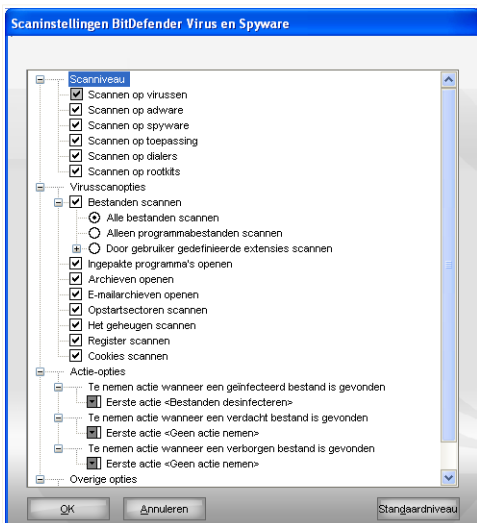 Scaninstellingen BitDefender Virus en Spyware
Scanniveau
Scannen op virussen
Scannen op adware
Scannen op spyware
Scannen op toepassing
Scannen op dialers
Scannen op rootkits
Virusscanopties
Bestanden scannen
Alle bestanden scannen
Alleen programmabestanden scannen
Door gebruiker gedefinieerde extensies scannen
Ingepakte programma's openen
Archieven openen
E-mailarchieven openen
Opstartsectoren scannen
Het geheugen scannen
Register scannen
Cookies scannen
Actie-opties
Te nemen actie wanneer een geïnfecteerd bestand is gevonden
Eerste actie <Bestanden desinfecteren>
Te nemen actie wanneer een verdacht bestand is gevonden
Eerste actie <Geen actie nemen>
Te nemen actie wanneer een verborgen bestand is gevonden
Eerste actie <Geen actie nemen>
Overige opties
OK Annuleren Standaardniveau